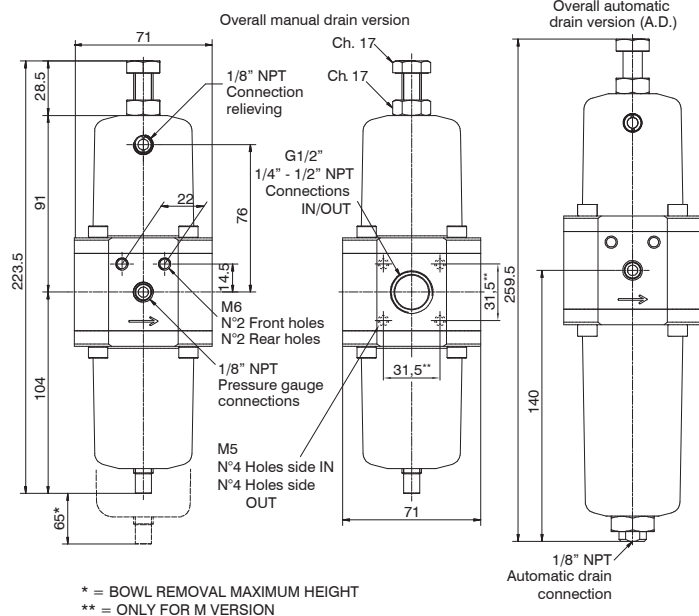 Overall manual drain version
Overall automatic
drain version (A.D.)
71
Ch. 17
Ch. 17
28.5
1/8” NPT
Connection
relieving
G1/2”
1/4” - 1/2” NPT
Connections
IN/OUT
91
22
76
14.5
223.5
31,5**
259.5
M6
N°2 Front holes
N°2 Rear holes
1/8” NPT
Pressure gauge
connections
31,5**
104
140
M5
N°4 Holes side IN
N°4 Holes side
OUT
65*
71
1/8” NPT
Automatic drain
connection
* = BOWL REMOVAL MAXIMUM HEIGHT
** = ONLY FOR M VERSION